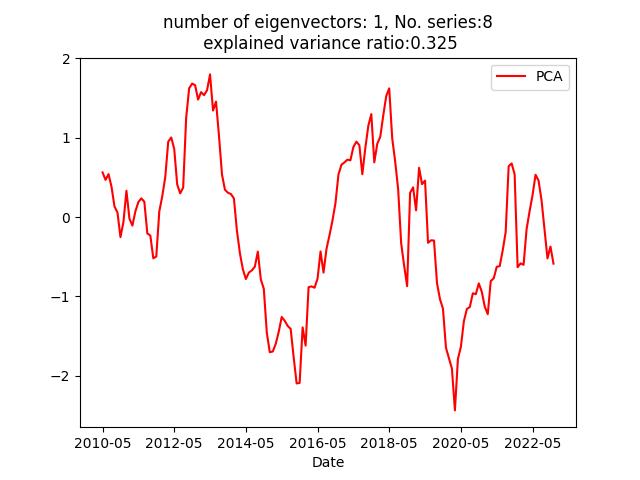 number of eigenvectors: 1, No. series:8
explained variance ratio:0.325
PCA
2
1
0
−1
−2
2010-05 2012-05 2014-05 2016-05 2018-05 2020-05 2022-05
Date